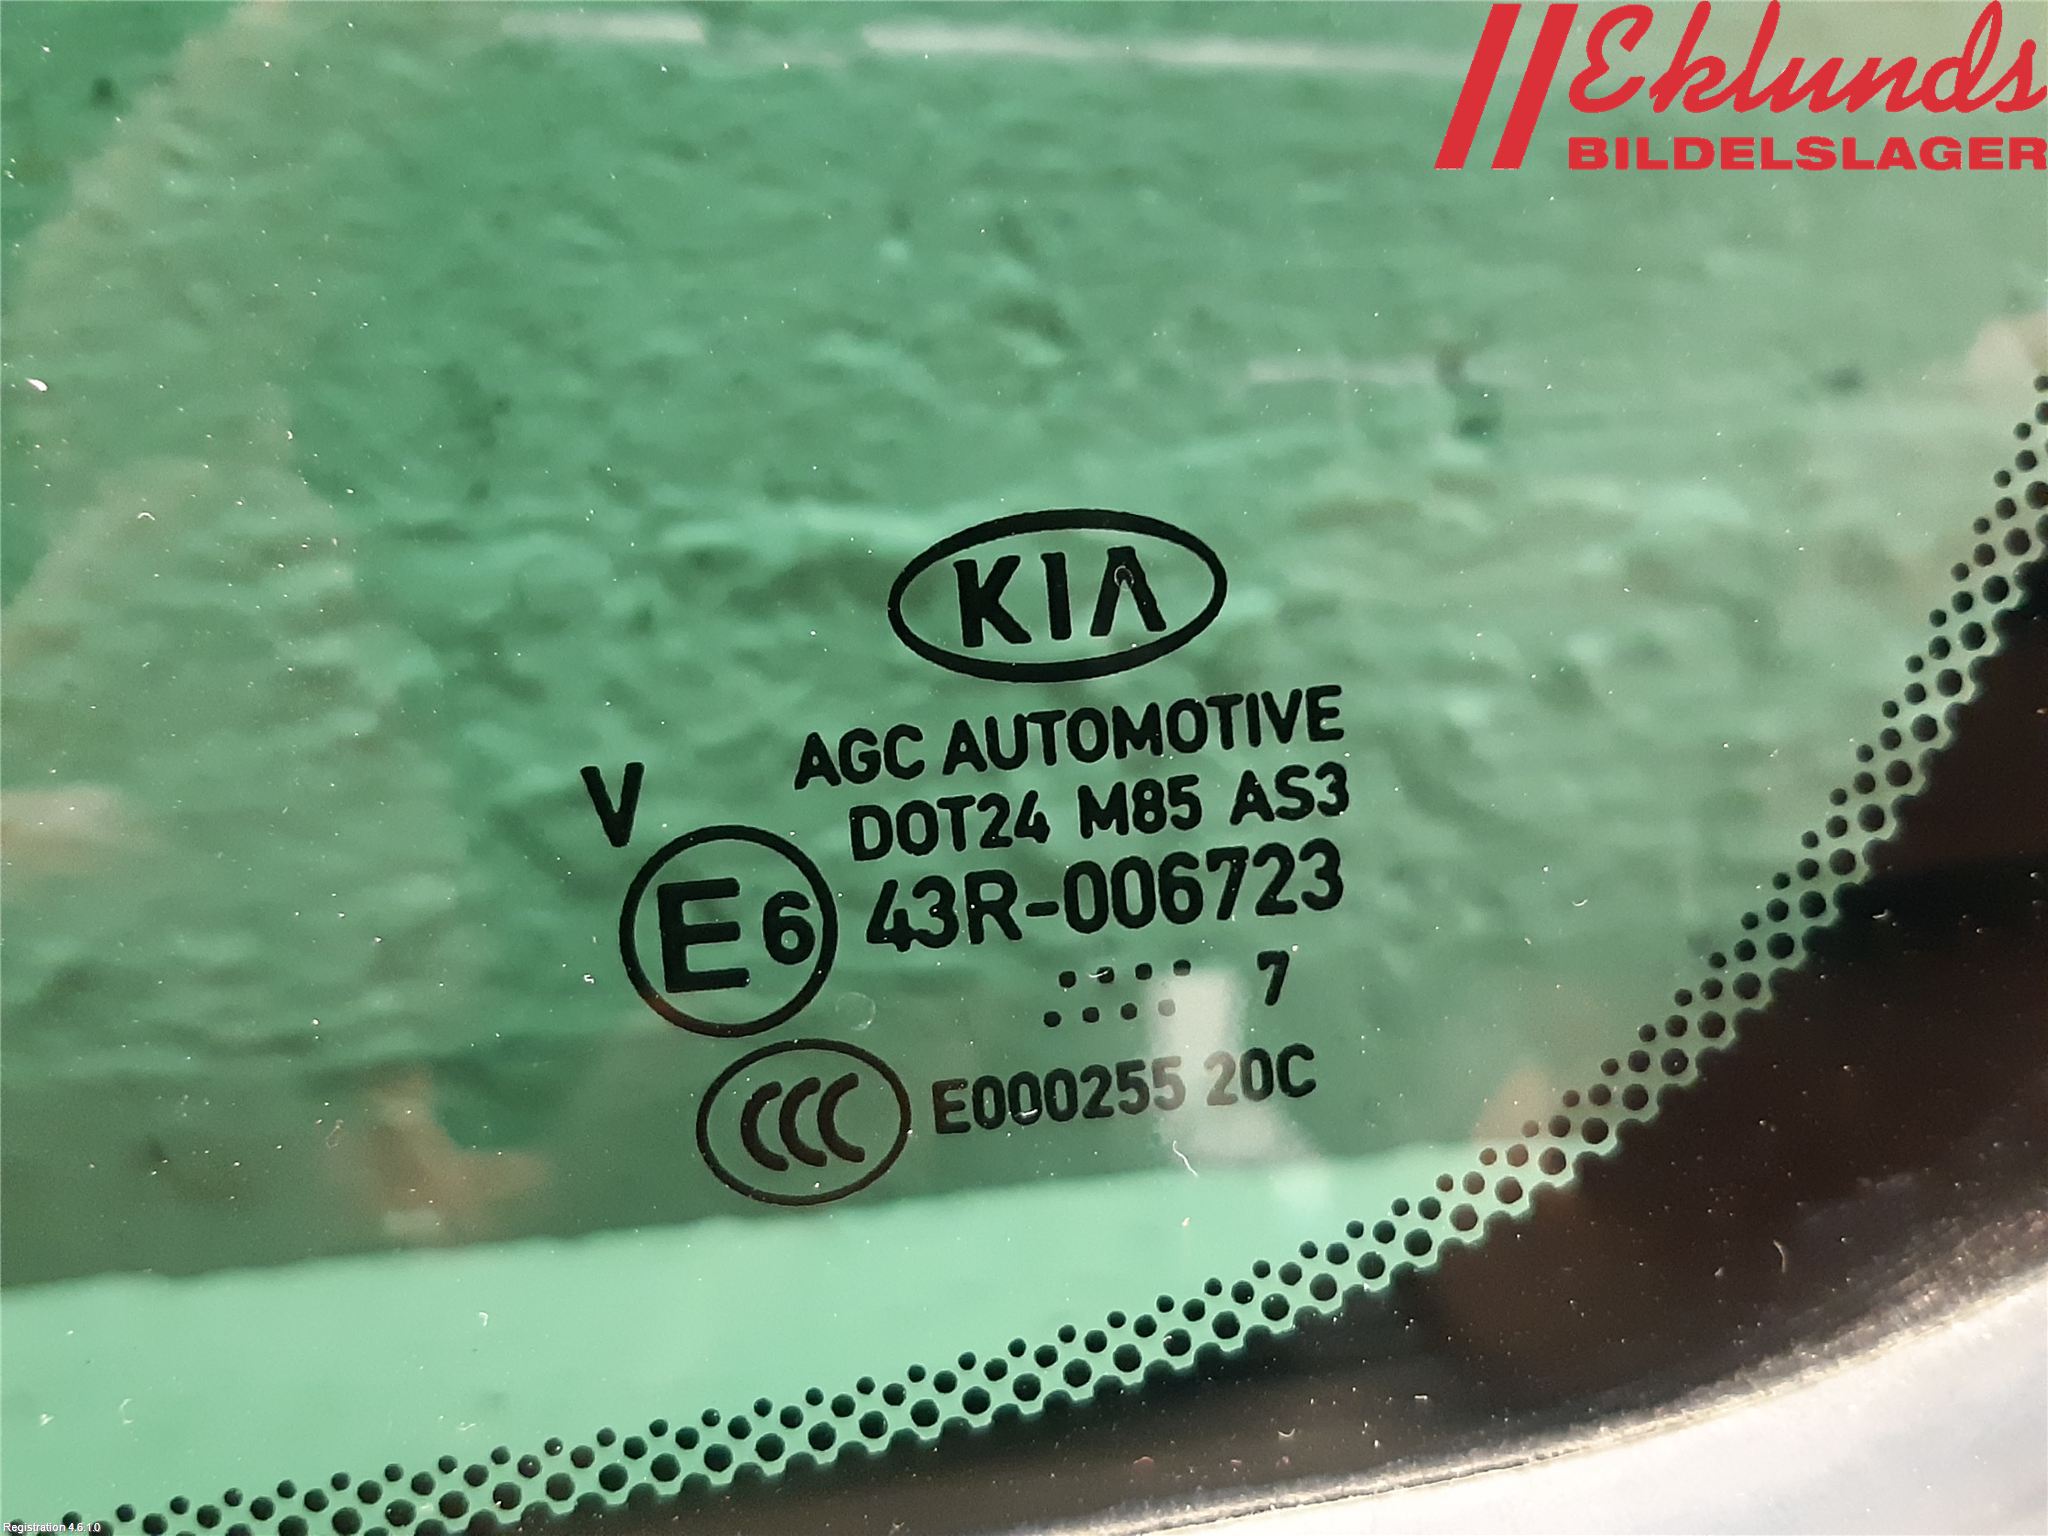 Eklunds
BILDELSLAGER
KIA
AGC AUTOMOTIVE
DOT24 M85 AS3
V
E6 43R-006723
7
CCC E000255 20C
Registration 4.6.1.0